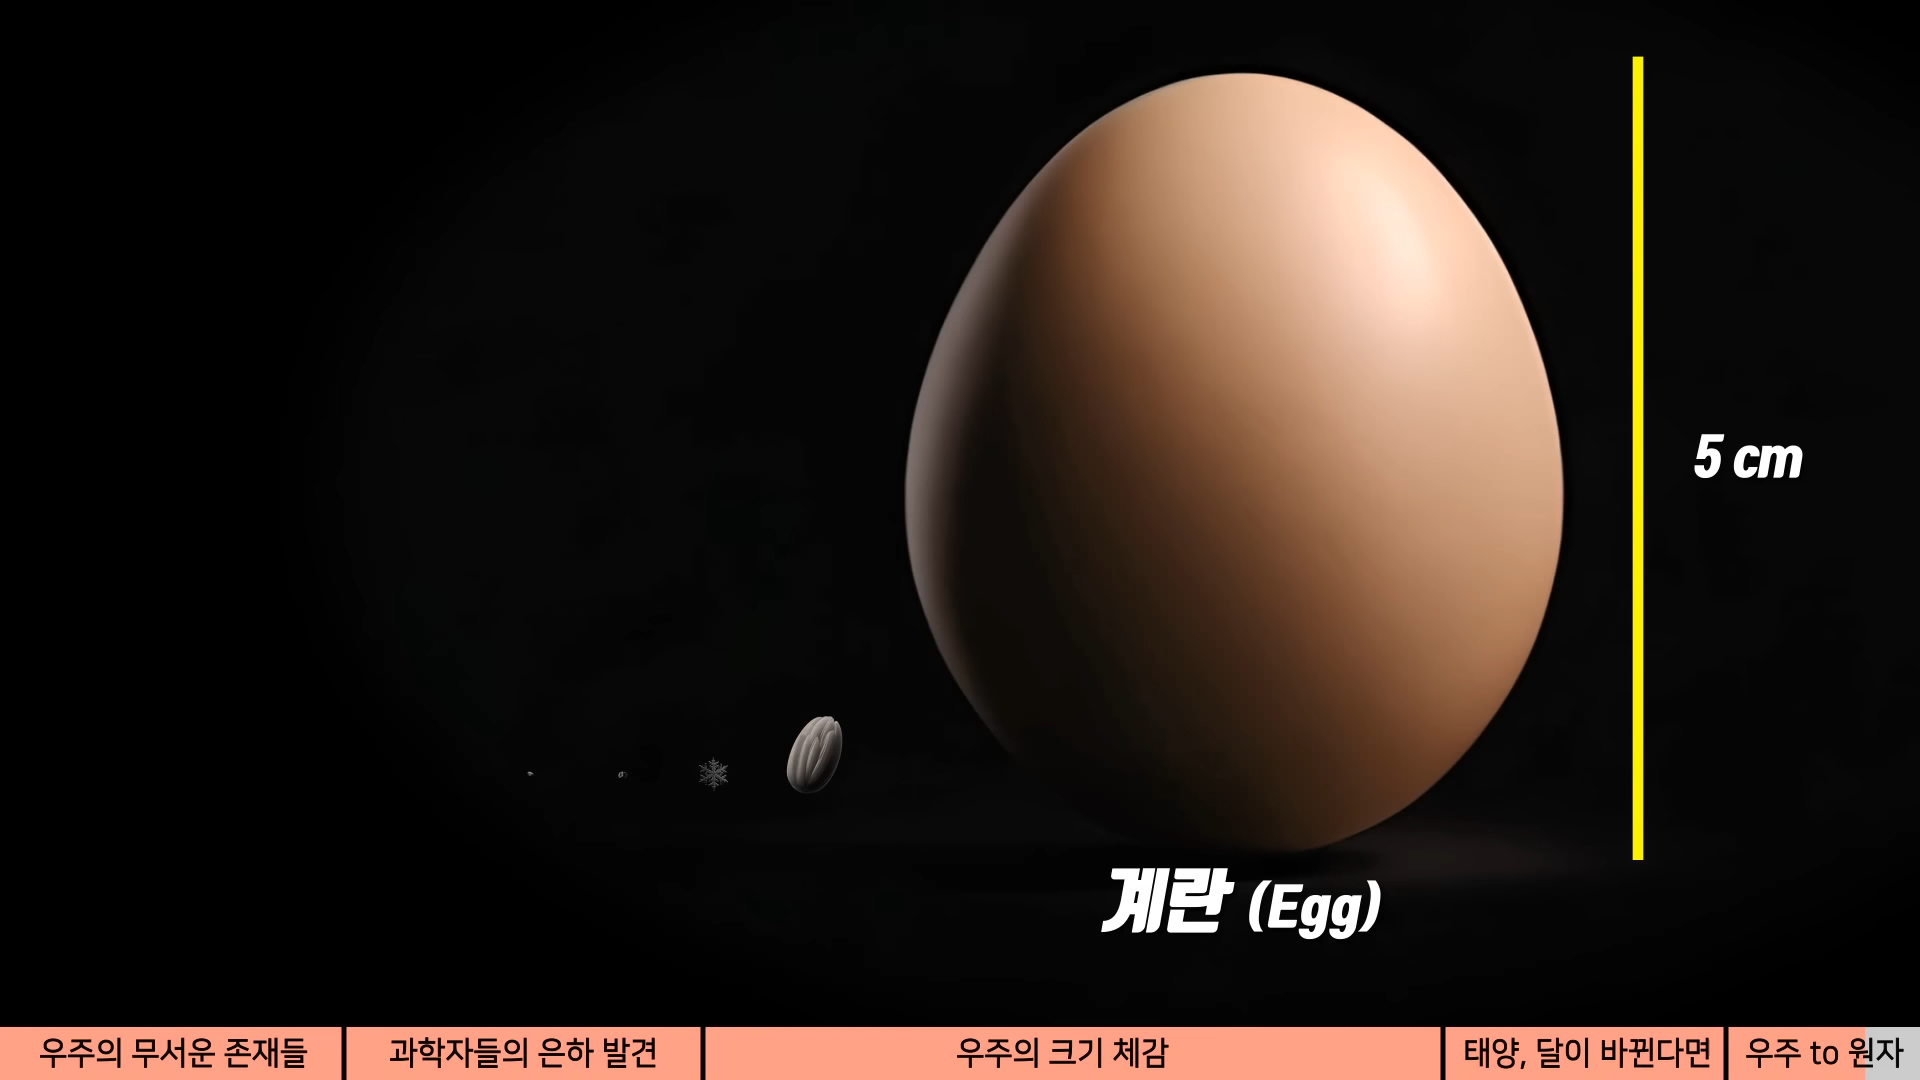 5 cm
계란 (Egg)
우주의 무서운 존재들
과학자들의 은하 발견
우주의 크기 체감
태양, 달이 바뀐다면
우주 to 원자